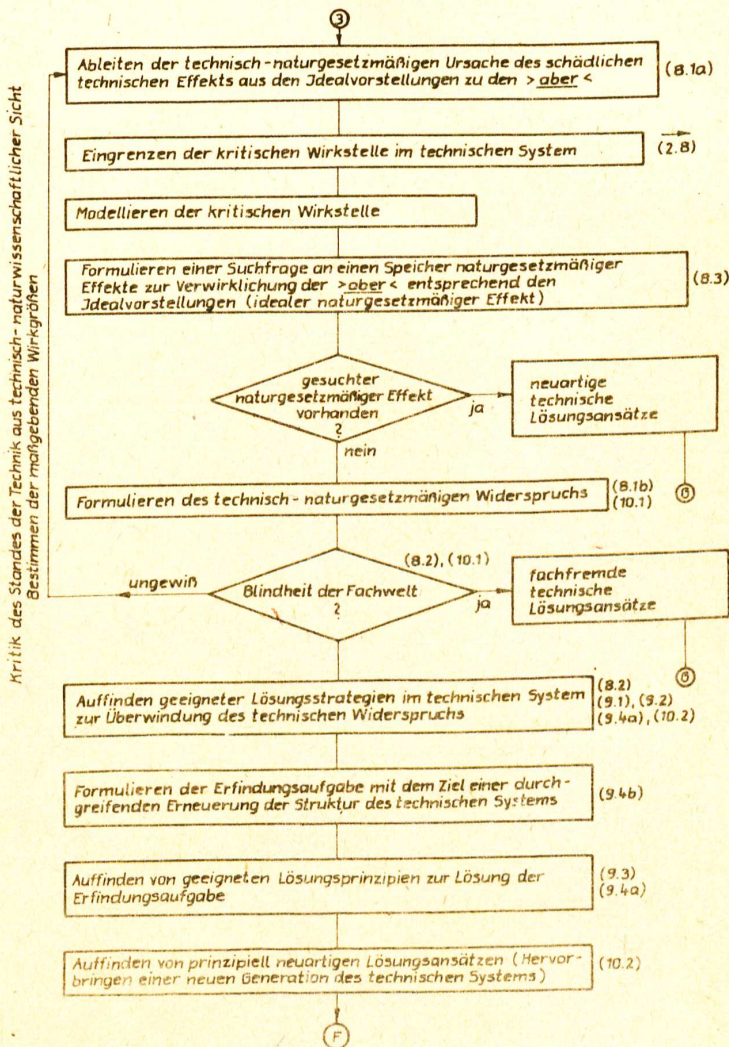 3
Ableiten der technisch-naturgesetzmäßigen Ursache des schädlichen
technischen Effekts aus den Jdealvorstellungen zu den >aber<
(8.1a)
Eingrenzen der kritischen Wirkstelle im technischen System
(2.8)
Modellieren der kritischen Wirkstelle
Formulieren einer Suchfrage an einen Speicher naturgesetzmäßiger
Effekte zur Verwirklichung der >aber< entsprechend den
Jdealvorstellungen (idealer naturgesetzmäßiger Effekt)
(8.3)
gesuchter
naturgesetzmäßiger Effekt
vorhanden
?
ja
nein
neuartige
technische
Lösungsansätze
Formulieren des technisch-naturgesetzmäßigen Widerspruchs
(8.1b)
(10.1)
(8.2), (10.1)
Blindheit der Fachwelt
?
ungewiß
ja
fachfremde
technische
Lösungsansätze
Auffinden geeigneter Lösungsstrategien im technischen System
zur Überwindung des technischen Widerspruchs
(8.2)
(9.1), (9.2)
(9.4a), (10.2)
Formulieren der Erfindungsaufgabe mit dem Ziel einer durch-
greifenden Erneuerung der Struktur des technischen Systems
(9.4b)
Auffinden von geeigneten Lösungsprinzipien zur Lösung der
Erfindungsaufgabe
(9.3)
(9.4a)
Auffinden von prinzipiell neuartigen Lösungsansätzen (Hervor-
bringen einer neuen Generation des technischen Systems)
(10.2)
F
Kritik des Standes der Technik aus technisch-naturwissenschaftlicher Sicht
Bestimmen der maßgebenden Wirkgrößen